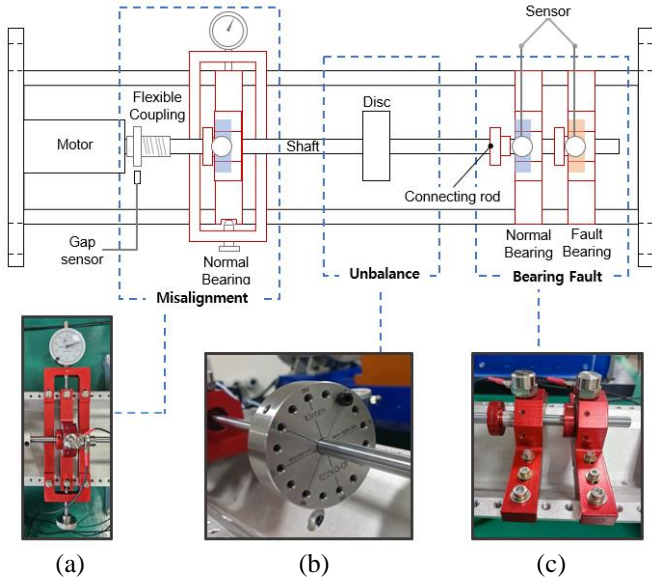 Sensor
Flexible
Coupling
Disc
Motor
Shaft
Connecting rod
Gap
sensor
Normal
Bearing
Normal
Bearing
Fault
Bearing
Misalignment
Unbalance
Bearing Fault
10mm
(a)
(b)
(c)